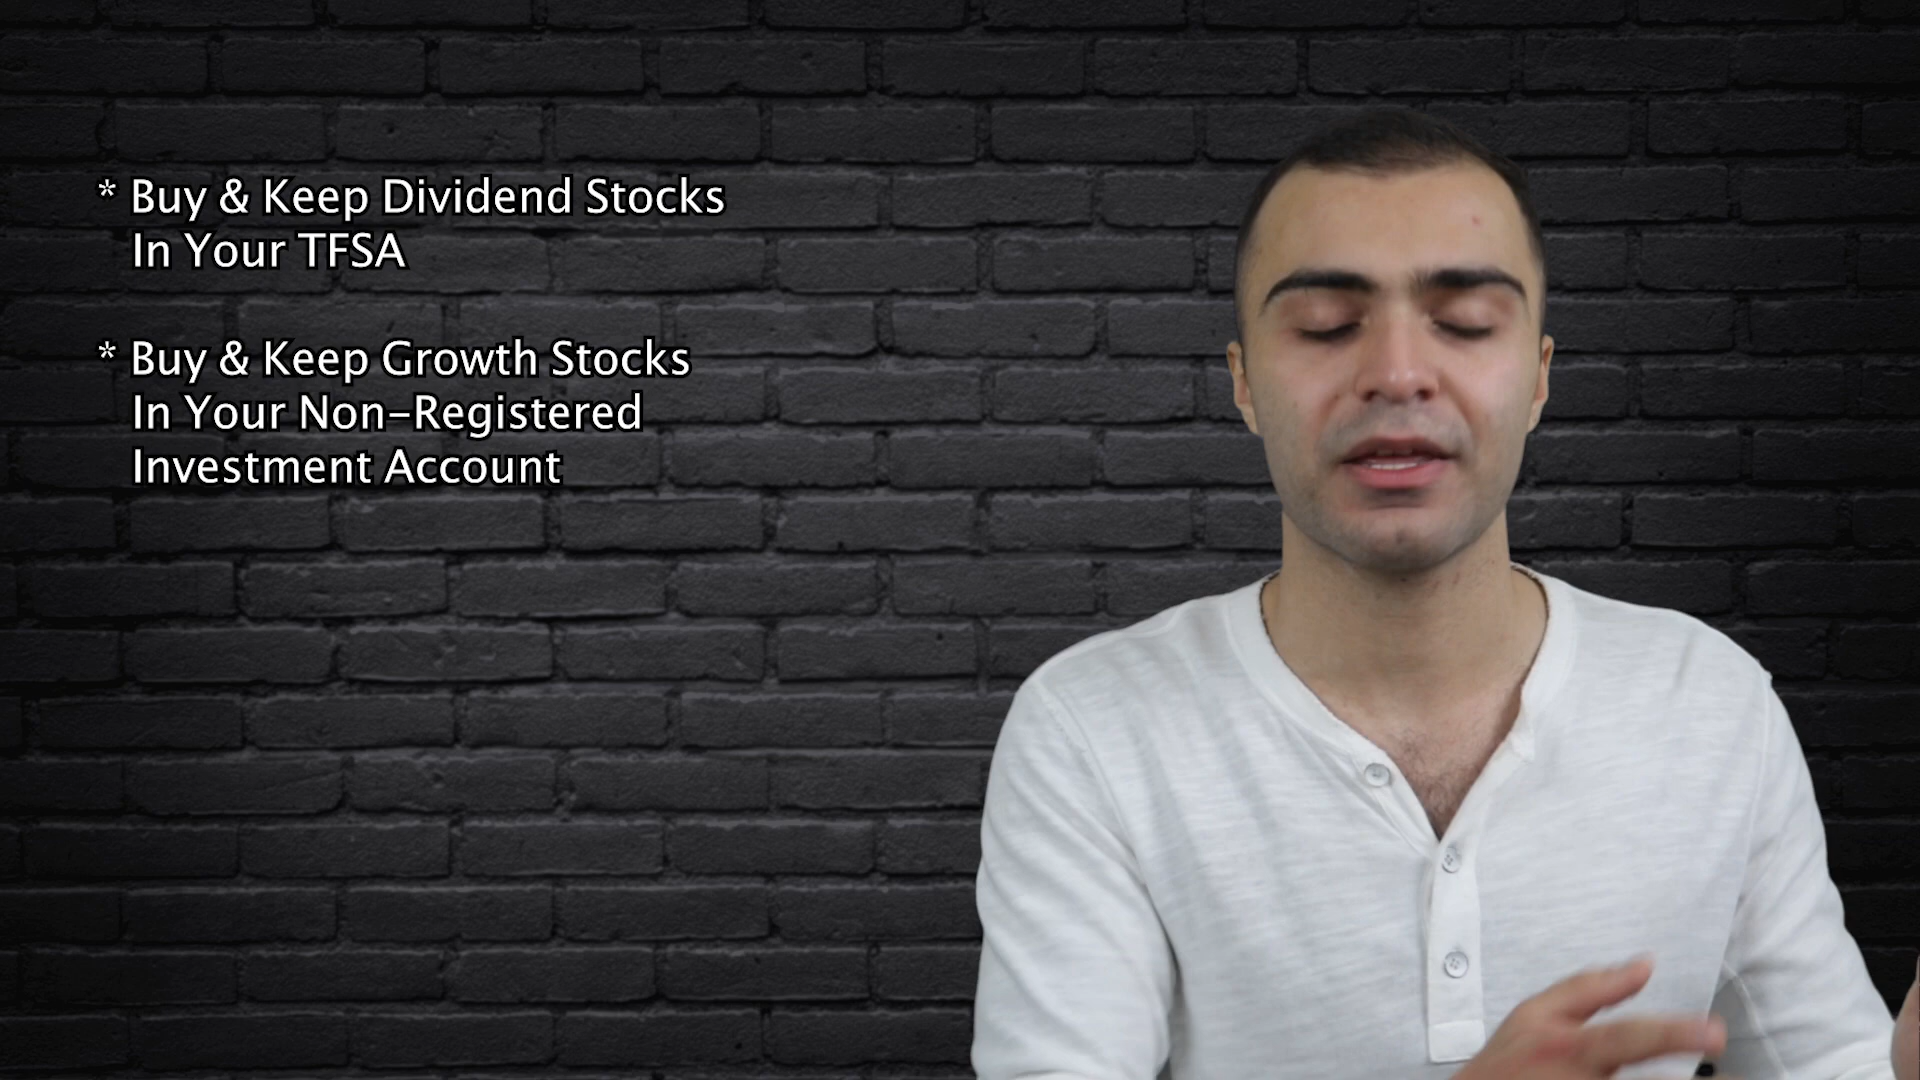 * Buy & Keep Dividend Stocks
In Your TFSA
* Buy & Keep Growth Stocks
In Your Non-Registered
Investment Account